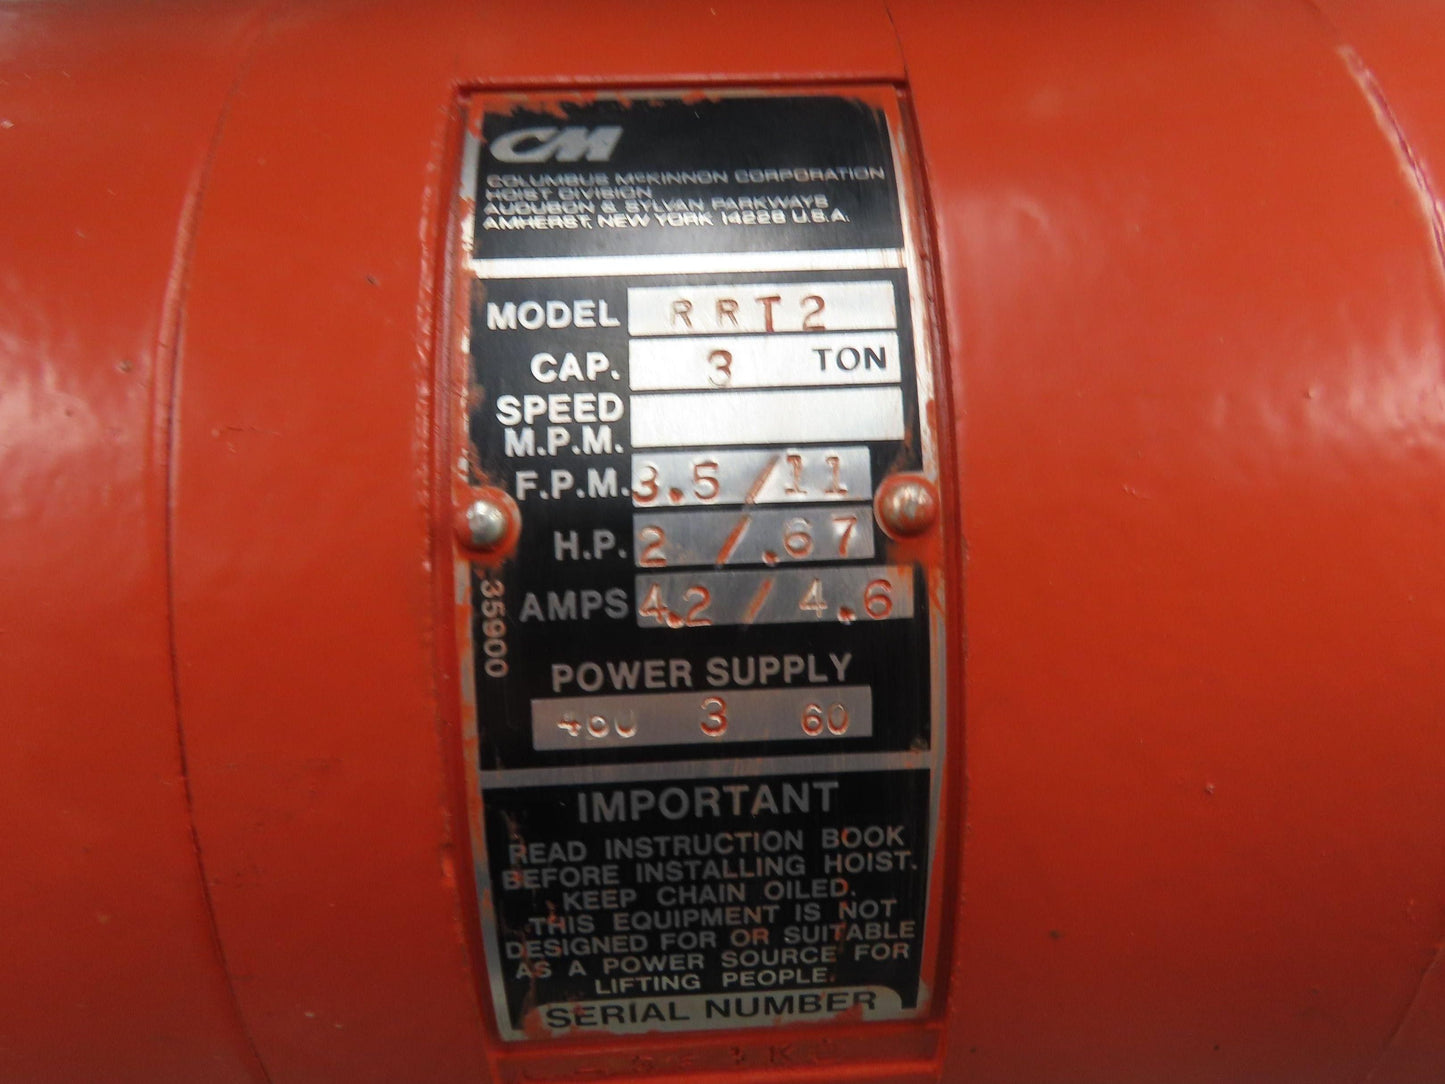 CM
COLUMBUS McKINNON CORPORATION
HOIST DIVISION
AUDUBON & SYLVAN PARKWAYS
AMHERST, NEW YORK 14228 U.S.A.
MODEL RRT2
CAP. 3 TON
SPEED
M.P.M.
F.P.M. 3.5/11
H.P. 2/.67
AMPS 4.2/4.6
35900
POWER SUPPLY
460 3 60
IMPORTANT
READ INSTRUCTION BOOK
BEFORE INSTALLING HOIST.
KEEP CHAIN OILED.
THIS EQUIPMENT IS NOT
DESIGNED FOR OR SUITABLE
AS A POWER SOURCE FOR
LIFTING PEOPLE.
SERIAL NUMBER